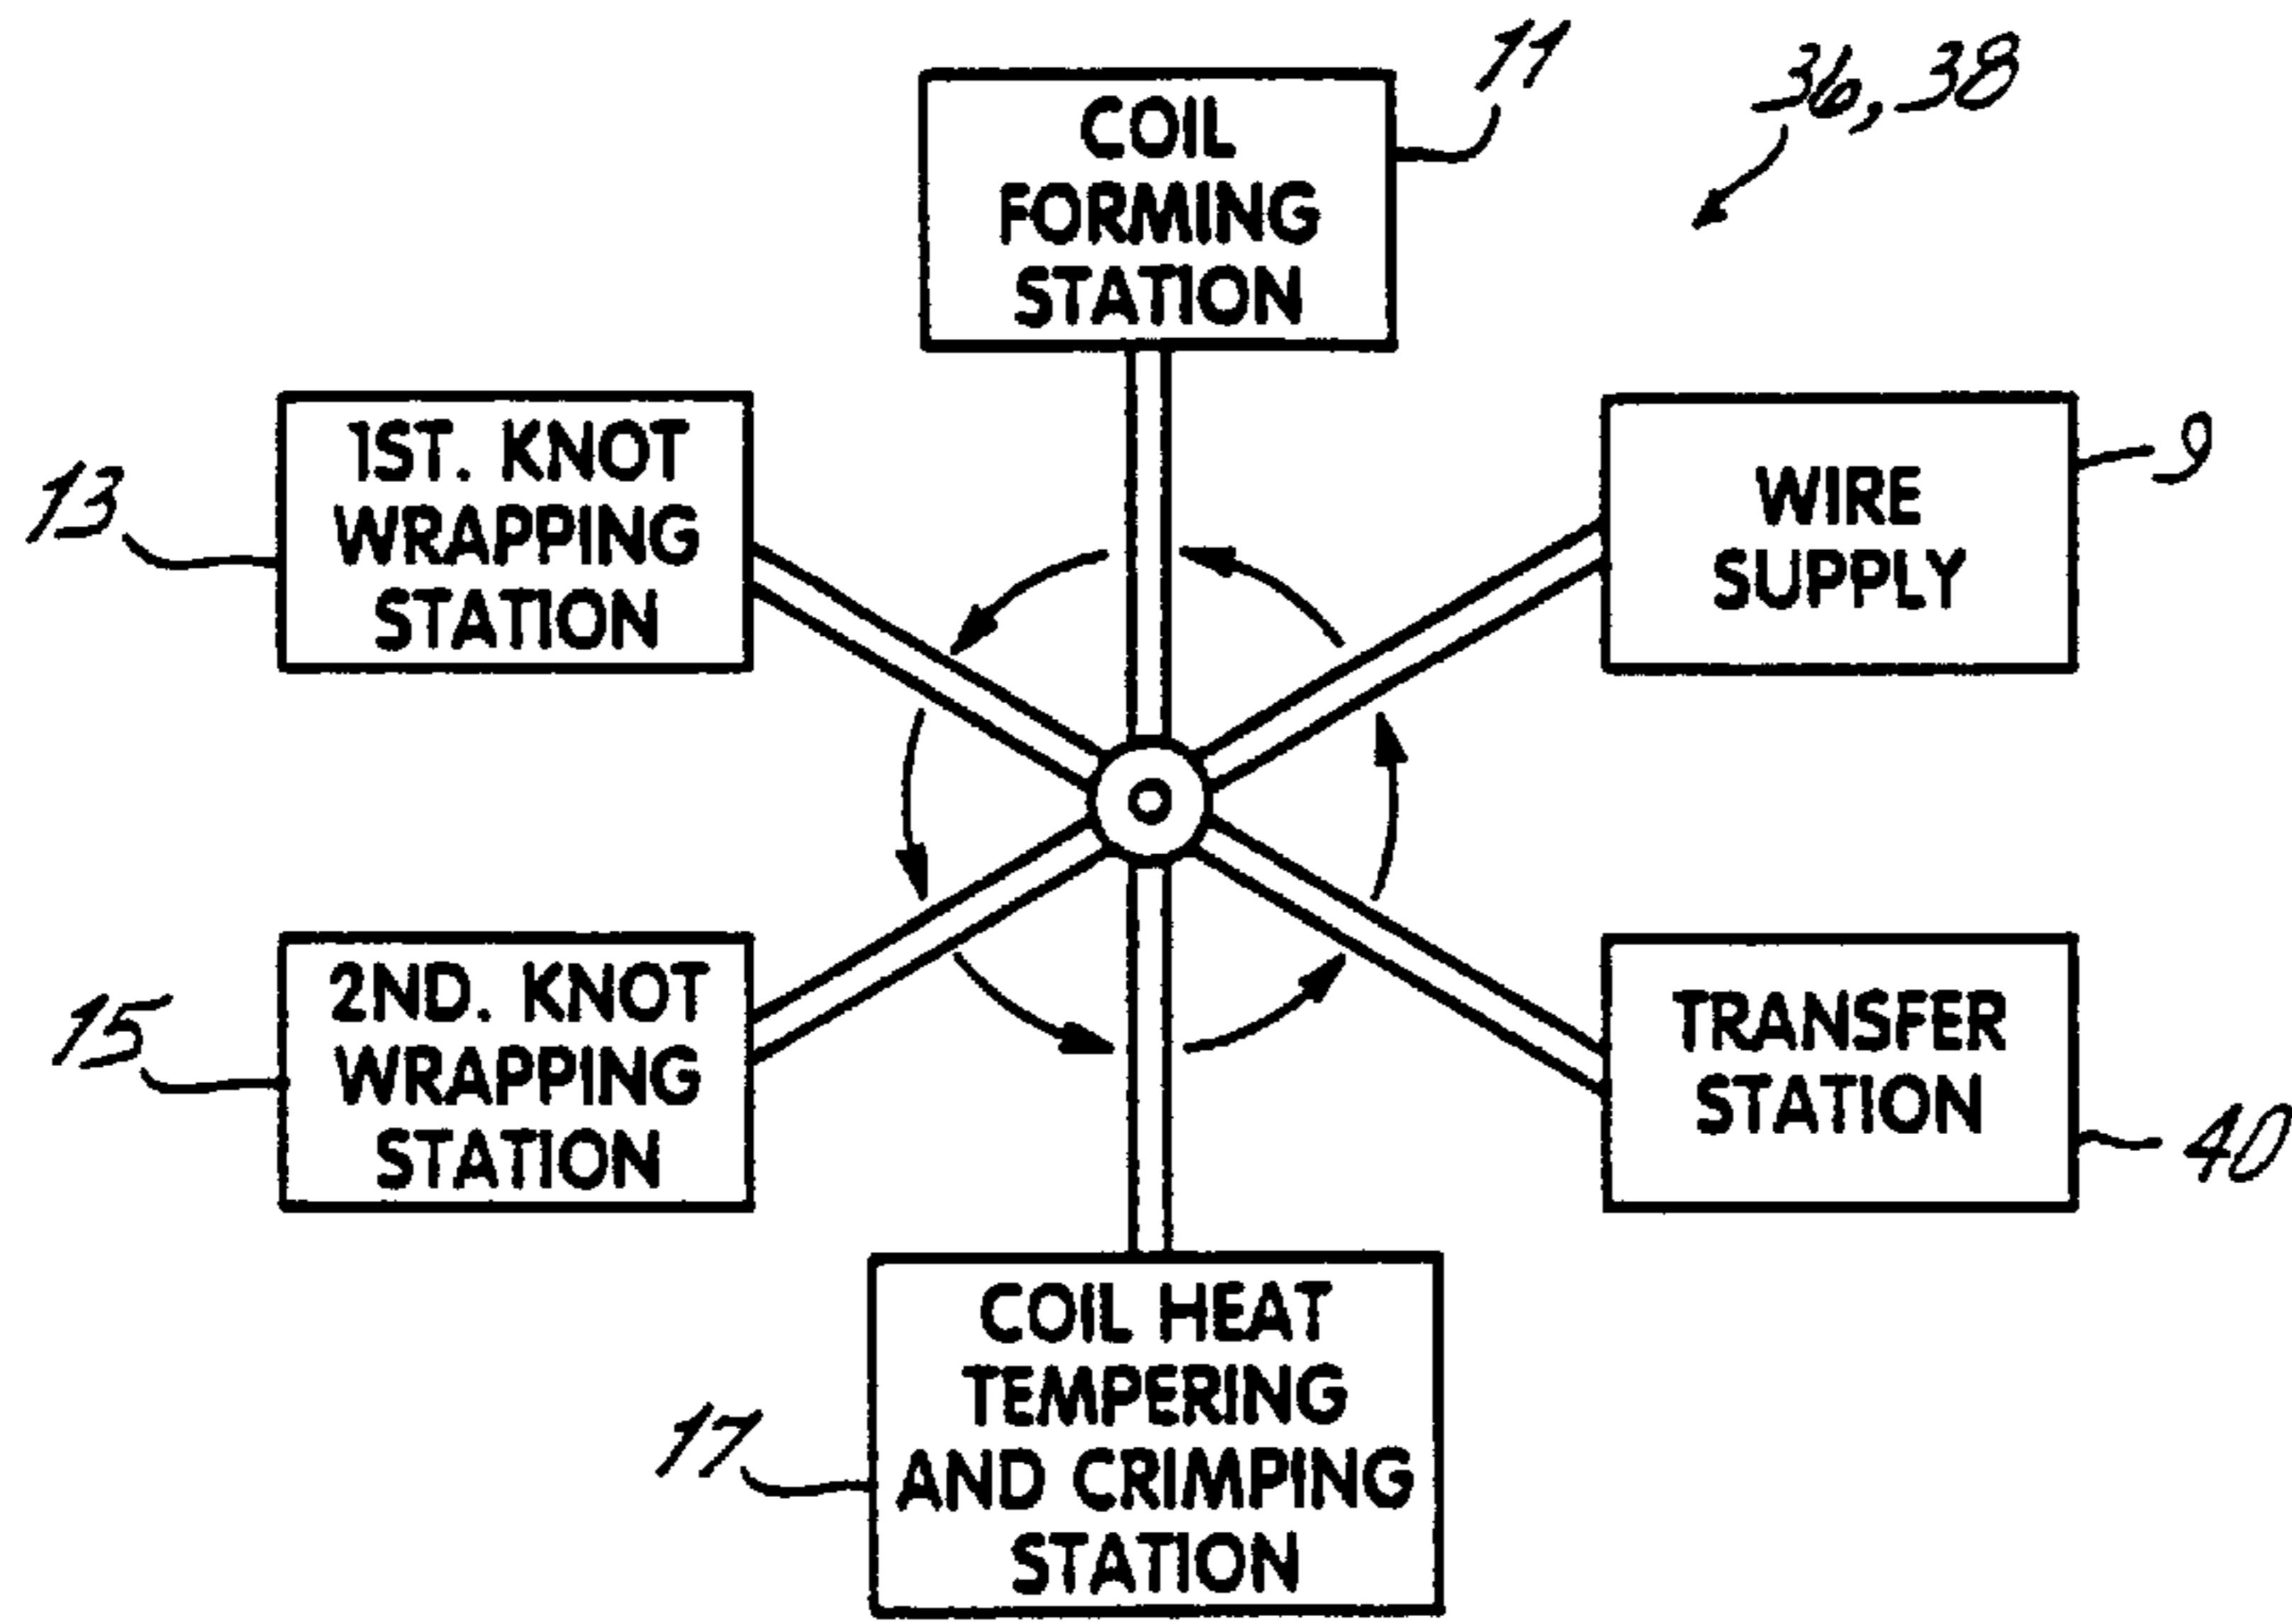 11
36, 38
COIL
FORMING
STATION
1ST. KNOT
WRAPPING
STATION
13
WIRE
SUPPLY
9
2ND. KNOT
WRAPPING
STATION
15
TRANSFER
STATION
40
COIL HEAT
TEMPERING
AND CRIMPING
STATION
17